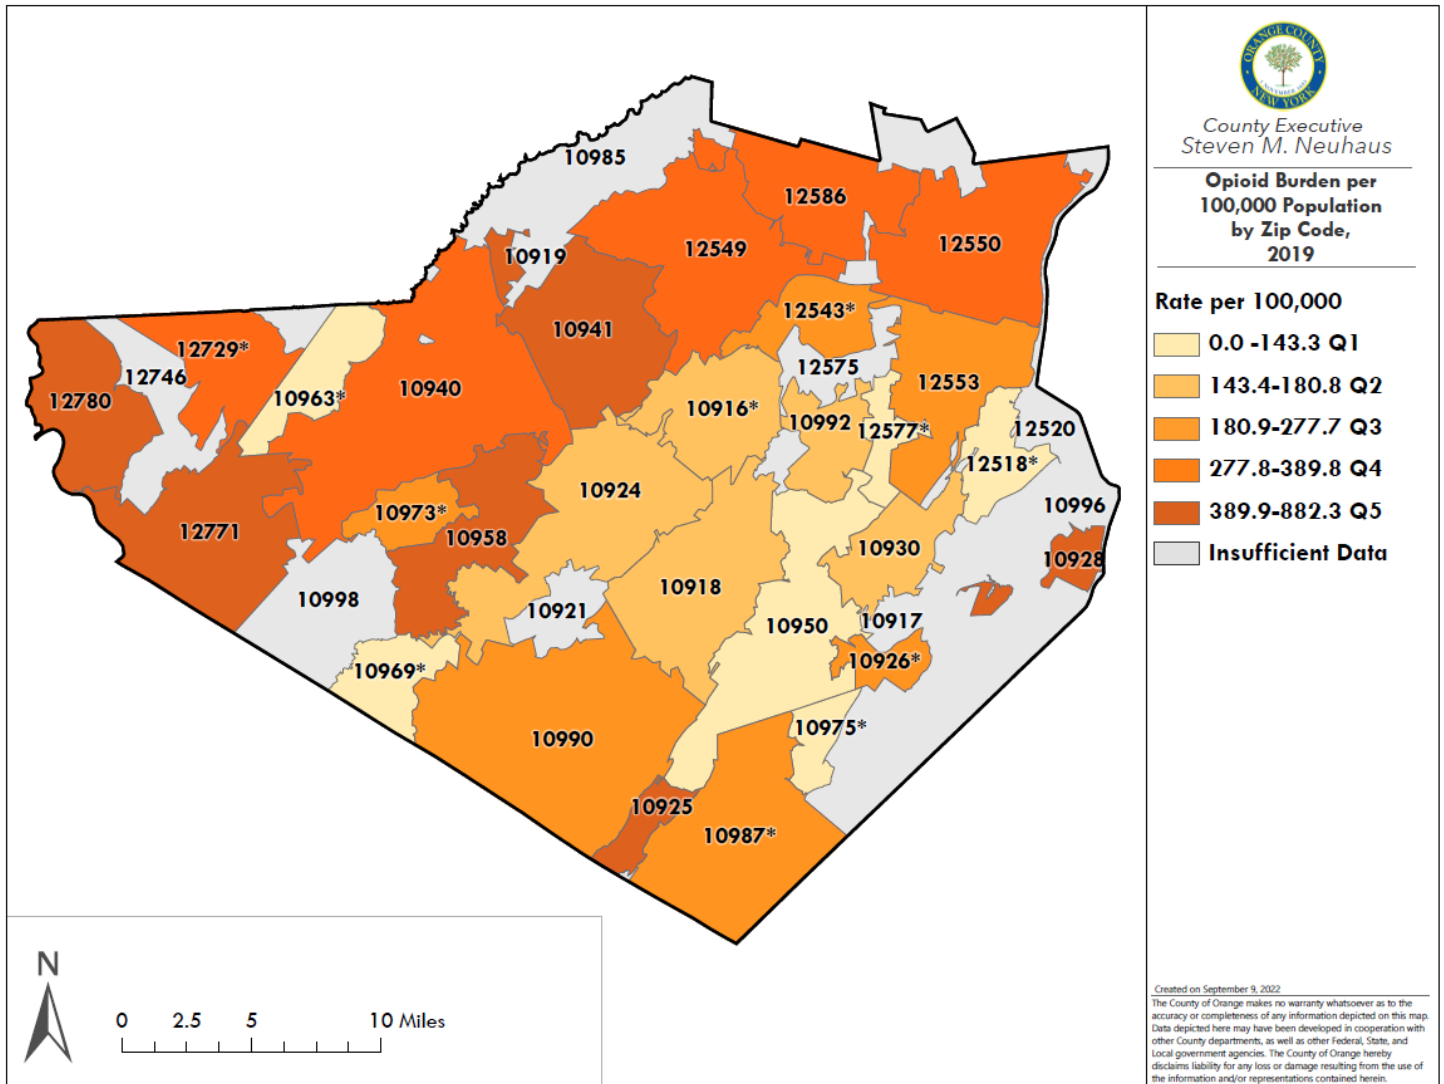 10985
12586
12550
12549
10919
12543*
10941
12729*
12575
12746
12553
10940
10963*
12780
10916*
10992
12577*
12520
12518*
10924
10996
10973*
12771
10958
10930
10928
10918
10998
10921
10917
10950
10926*
10969*
10975*
10990
10925
10987*
N
0 2.5 5 10 Miles
ORANGE COUNTY
NEW YORK
County Executive
Steven M. Neuhaus
Opioid Burden per
100,000 Population
by Zip Code,
2019
Rate per 100,000
0.0 -143.3 Q1
143.4-180.8 Q2
180.9-277.7 Q3
277.8-389.8 Q4
389.9-882.3 Q5
Insufficient Data
Created on September 9, 2022
The County of Orange makes no warranty whatsoever as to the
accuracy or completeness of any information depicted on this map.
Data depicted here may have been developed in cooperation with
other County departments, as well as other Federal, State, and
Local government agencies. The County of Orange hereby
disclaims liability for any loss or damage resulting from the use of
the information and/or representations contained herein.